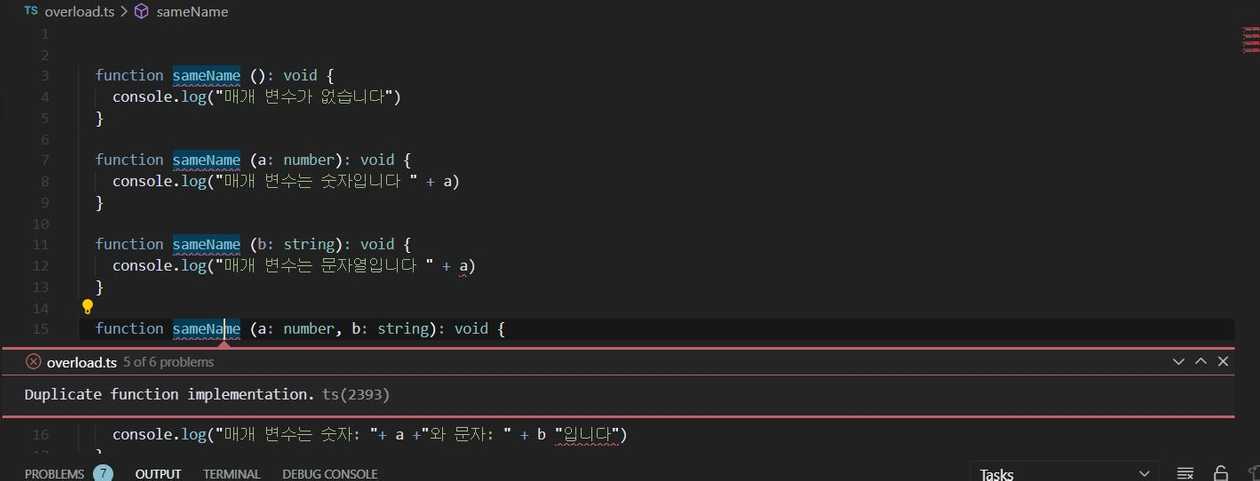 TS overload.ts > sameName
1
2
3 function sameName (): void {
4 console.log("매개 변수가 없습니다")
5 }
6
7 function sameName (a: number): void {
8 console.log("매개 변수는 숫자입니다 " + a)
9 }
10
11 function sameName (b: string): void {
12 console.log("매개 변수는 문자열입니다 " + a)
13 }
14
15 function sameName (a: number, b: string): void {
overload.ts 5 of 6 problems
Duplicate function implementation. ts(2393)
16 console.log("매개 변수는 숫자: "+ a +"와 문자: " + b "입니다")
PROBLEMS 7 OUTPUT TERMINAL DEBUG CONSOLE Tasks